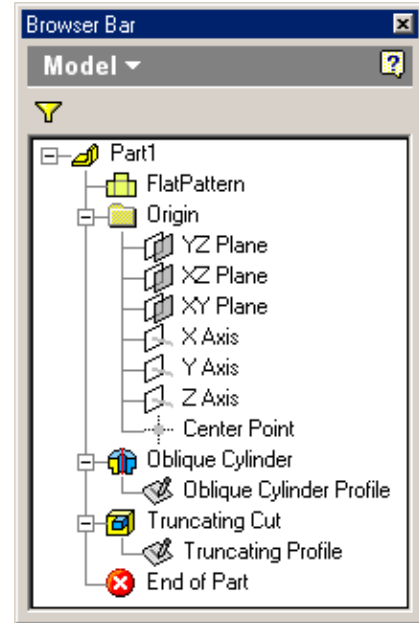 Browser Bar
Model
Part1
FlatPattern
Origin
YZ Plane
XZ Plane
XY Plane
X Axis
Y Axis
Z Axis
Center Point
Oblique Cylinder
Oblique Cylinder Profile
Truncating Cut
Truncating Profile
End of Part